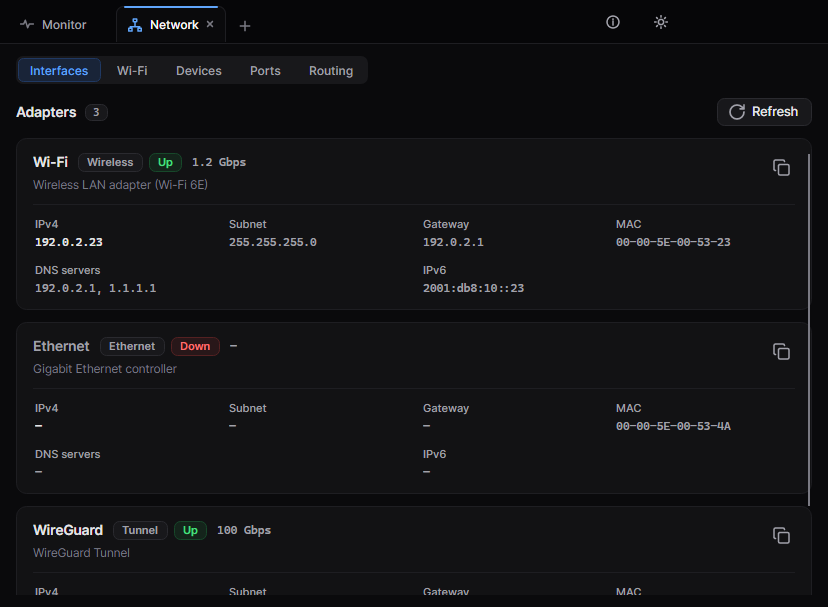 Monitor
Network
Interfaces Wi-Fi Devices Ports Routing
Adapters 3
Refresh
Wi-Fi Wireless Up 1.2 Gbps
Wireless LAN adapter (Wi-Fi 6E)
IPv4 Subnet Gateway MAC
192.0.2.23 255.255.255.0 192.0.2.1 00-00-5E-00-53-23
DNS servers IPv6
192.0.2.1, 1.1.1.1 2001:db8:10::23
Ethernet Ethernet Down –
Gigabit Ethernet controller
IPv4 Subnet Gateway MAC
– – – 00-00-5E-00-53-4A
DNS servers IPv6
– –
WireGuard Tunnel Up 100 Gbps
WireGuard Tunnel
IPv4 Subnet Gateway MAC